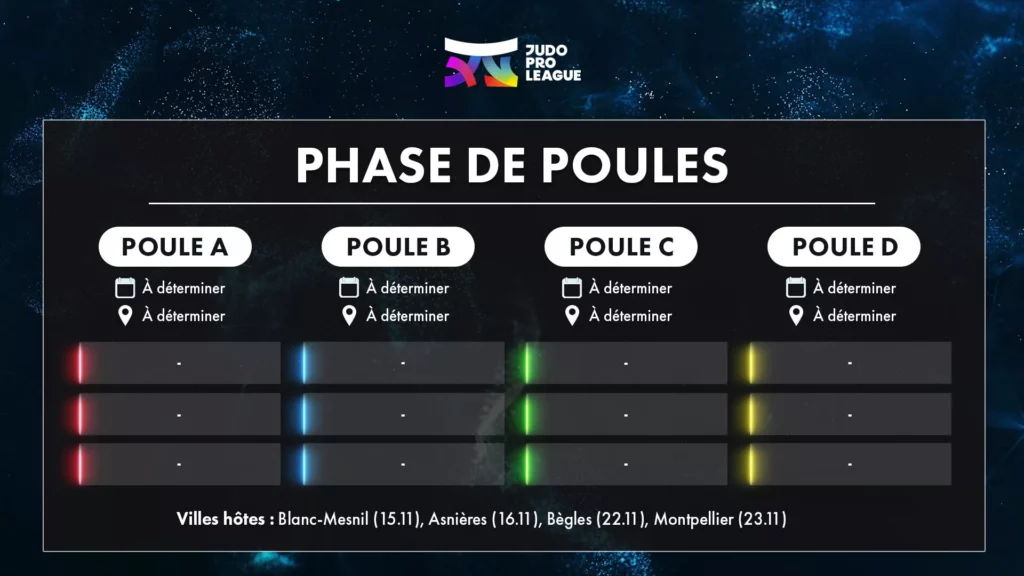 JUDO
PRO
LEAGUE
PHASE DE POULES
POULE A
À déterminer
À déterminer
-
-
-
POULE B
À déterminer
À déterminer
-
-
-
POULE C
À déterminer
À déterminer
-
-
-
POULE D
À déterminer
À déterminer
-
-
-
Villes hôtes : Blanc-Mesnil (15.11), Asnières (16.11), Bègles (22.11), Montpellier (23.11)